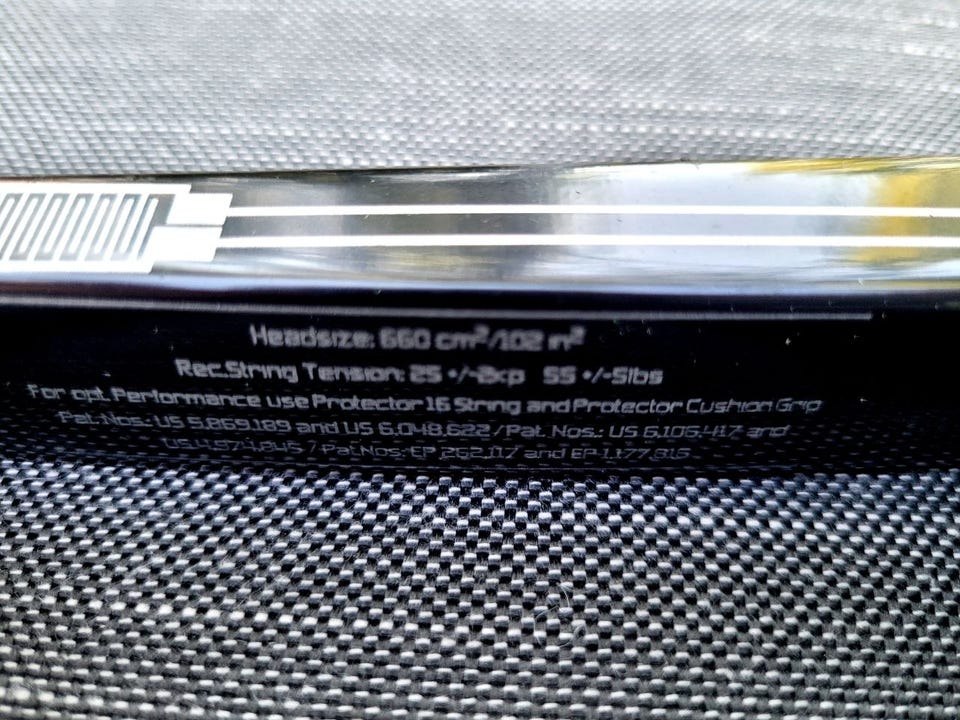 Headsize: 660 cm²/102 in²
Rec.String Tension: 25 +/-2kp 55 +/-5lbs
For opt. Performance use Protector 16 String and Protector Cushion Grip
Pat. Nos.: US 5,869,189 and US 6,048,622 / Pat. Nos.: US 6,106,417 and
US 4,974,846 / Pat.Nos: EP 262,117 and EP 1,177,816